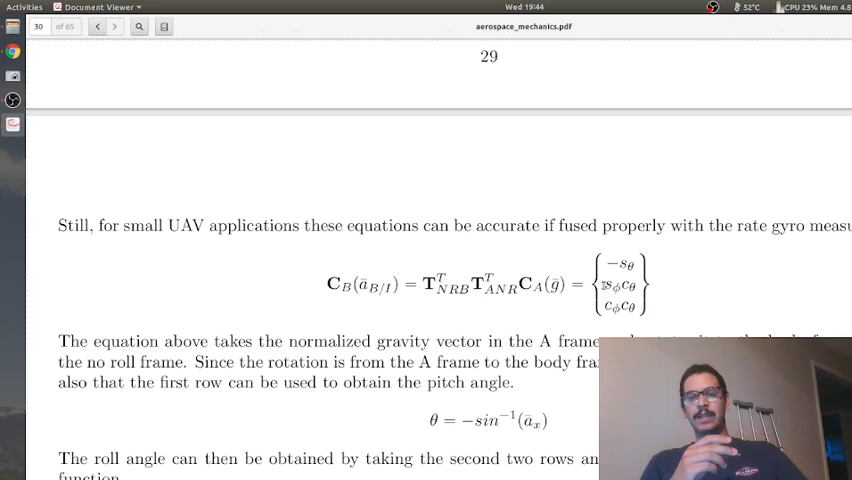 Activities Document Viewer Wed 19:44 52°C CPU 23% Mem 4.8
30 of 65 aerospace_mechanics.pdf
29
Still, for small UAV applications these equations can be accurate if fused properly with the rate gyro measu
C_B(ā_{B/I}) = T^T_{NRB} T^T_{ANR} C_A(ḡ) = { −s_θ
s_ϕ c_θ
c_ϕ c_θ }
The equation above takes the normalized gravity vector in the A frame
the no roll frame. Since the rotation is from the A frame to the body fra
also that the first row can be used to obtain the pitch angle.
θ = −sin⁻¹(ā_x)
The roll angle can then be obtained by taking the second two rows an
function.